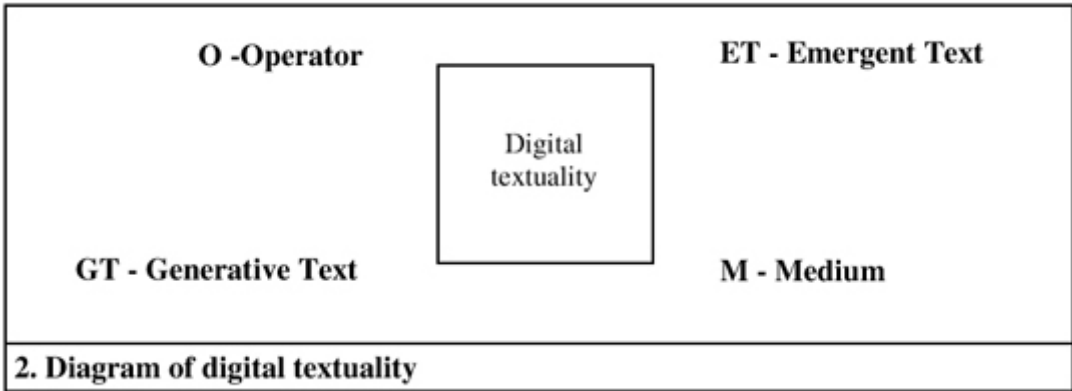 O -Operator
ET - Emergent Text
Digital
textuality
GT - Generative Text
M - Medium
2. Diagram of digital textuality